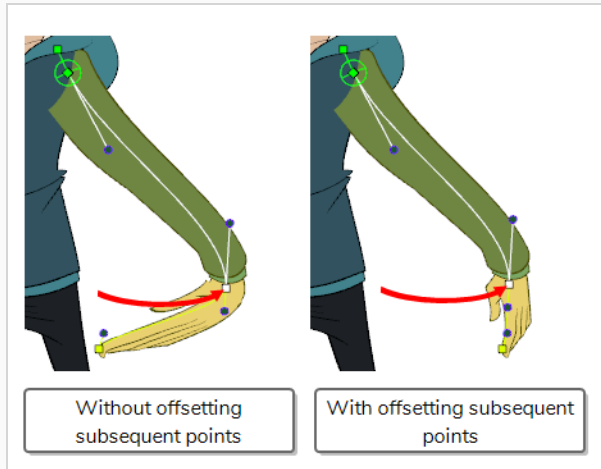 Without offsetting
subsequent points
With offsetting subsequent
points